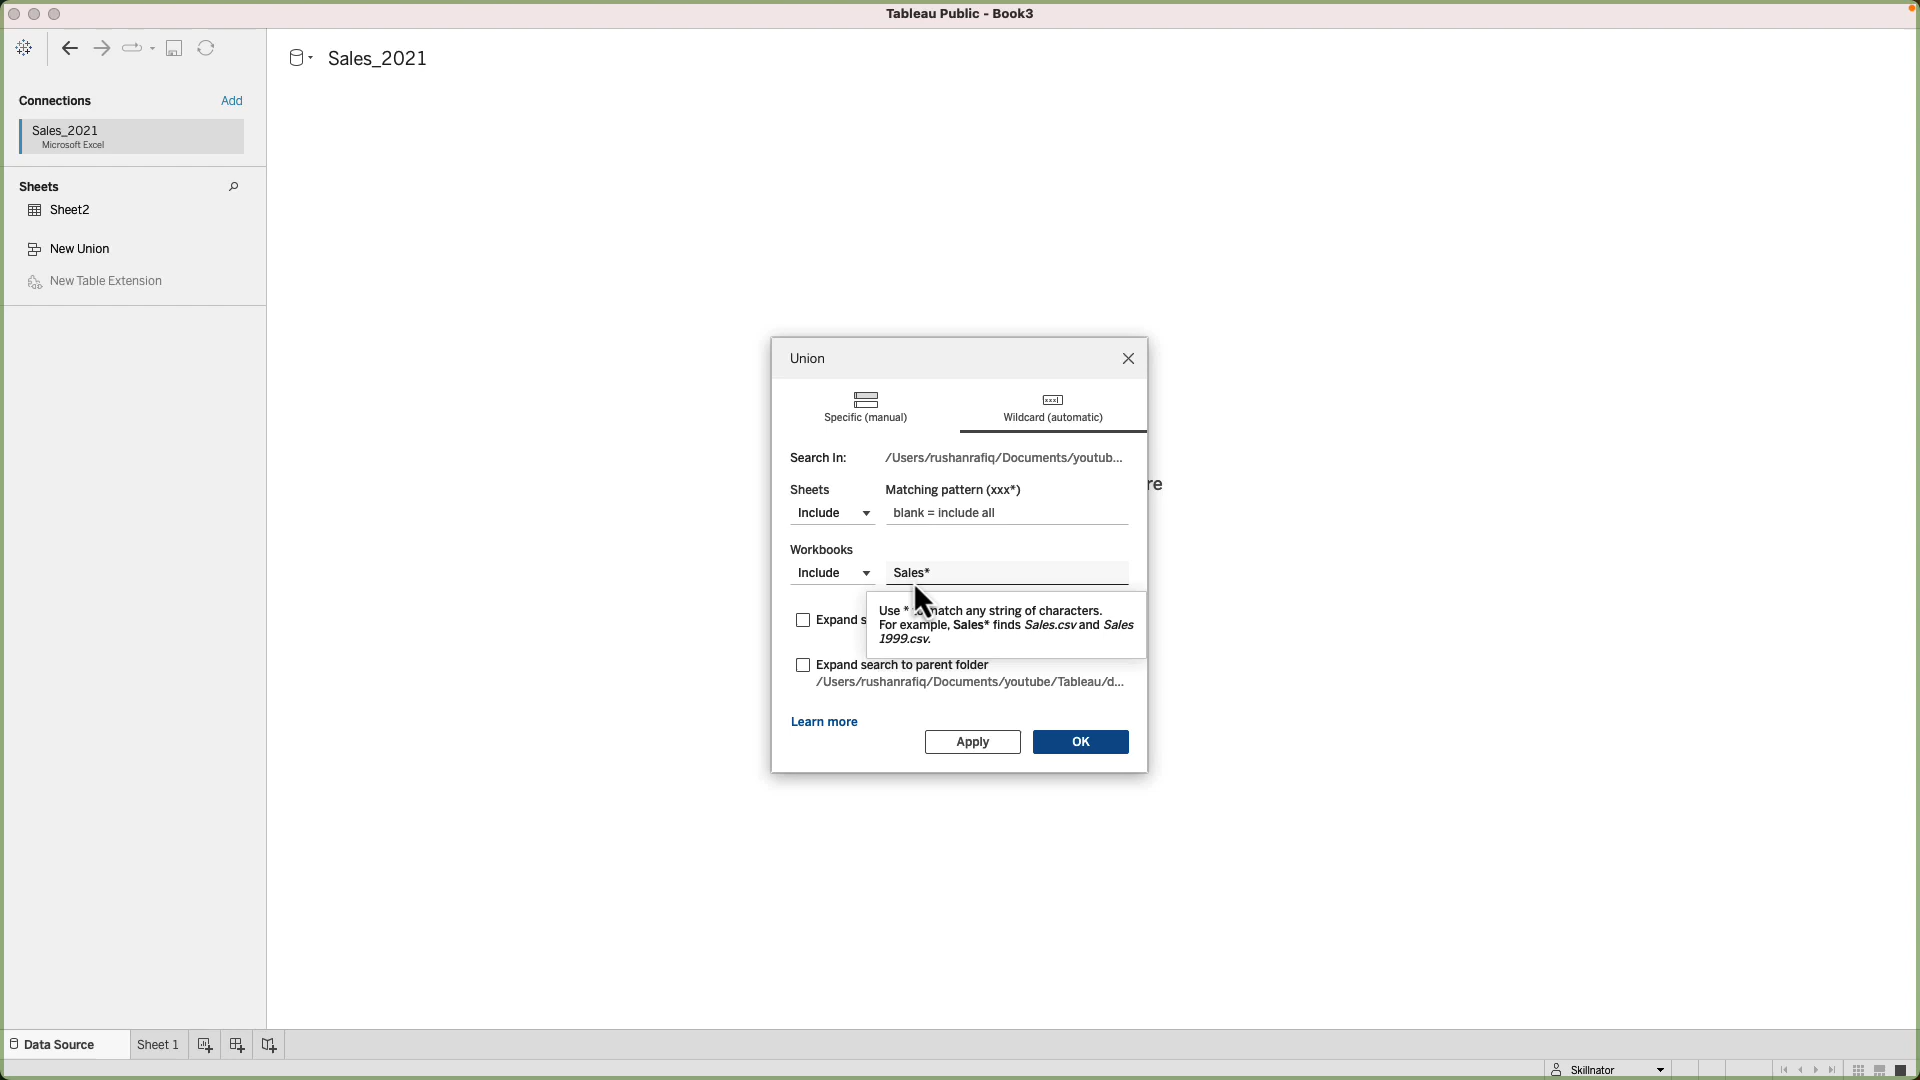 Tableau Public - Book3
Sales_2021
Connections
Add
Sales_2021
Microsoft Excel
Sheets
Sheet2
New Union
New Table Extension
Union
Specific (manual)
xxx
Wildcard (automatic)
Search In:
/Users/rushanrafiq/Documents/youtub...
re
Sheets
Matching pattern (xxx*)
Include
blank = include all
Workbooks
Include
Sales*
Expand s
Use * match any string of characters.
For example, Sales* finds Sales.csv and Sales
1999.csv.
Expand search to parent folder
/Users/rushanrafiq/Documents/youtube/Tableau/d...
Learn more
Apply
OK
Data Source
Sheet 1
Skillnator